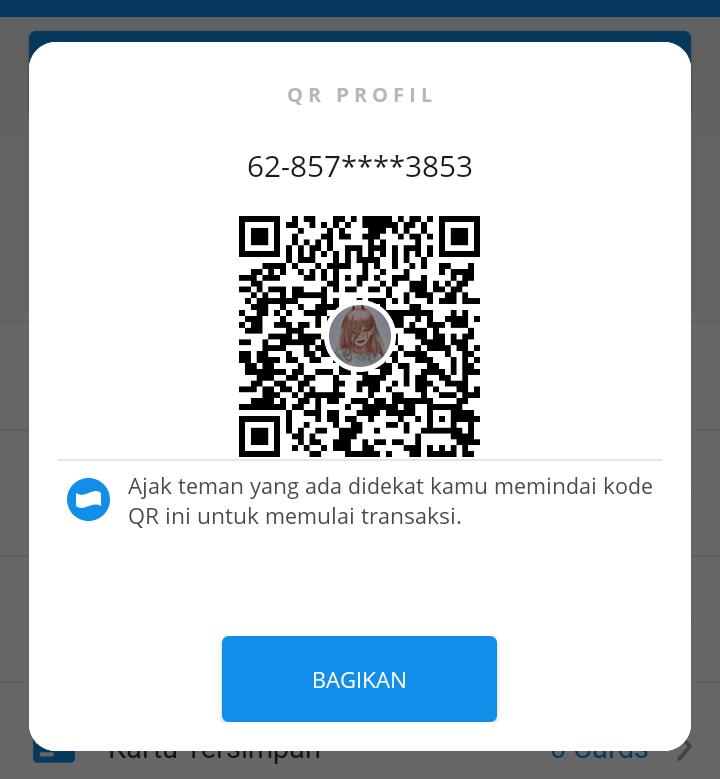 QR PROFIL
62-857****3853
Ajak teman yang ada didekat kamu memindai kode
QR ini untuk memulai transaksi.
BAGIKAN
Kartu Tersimpan
0 Cards